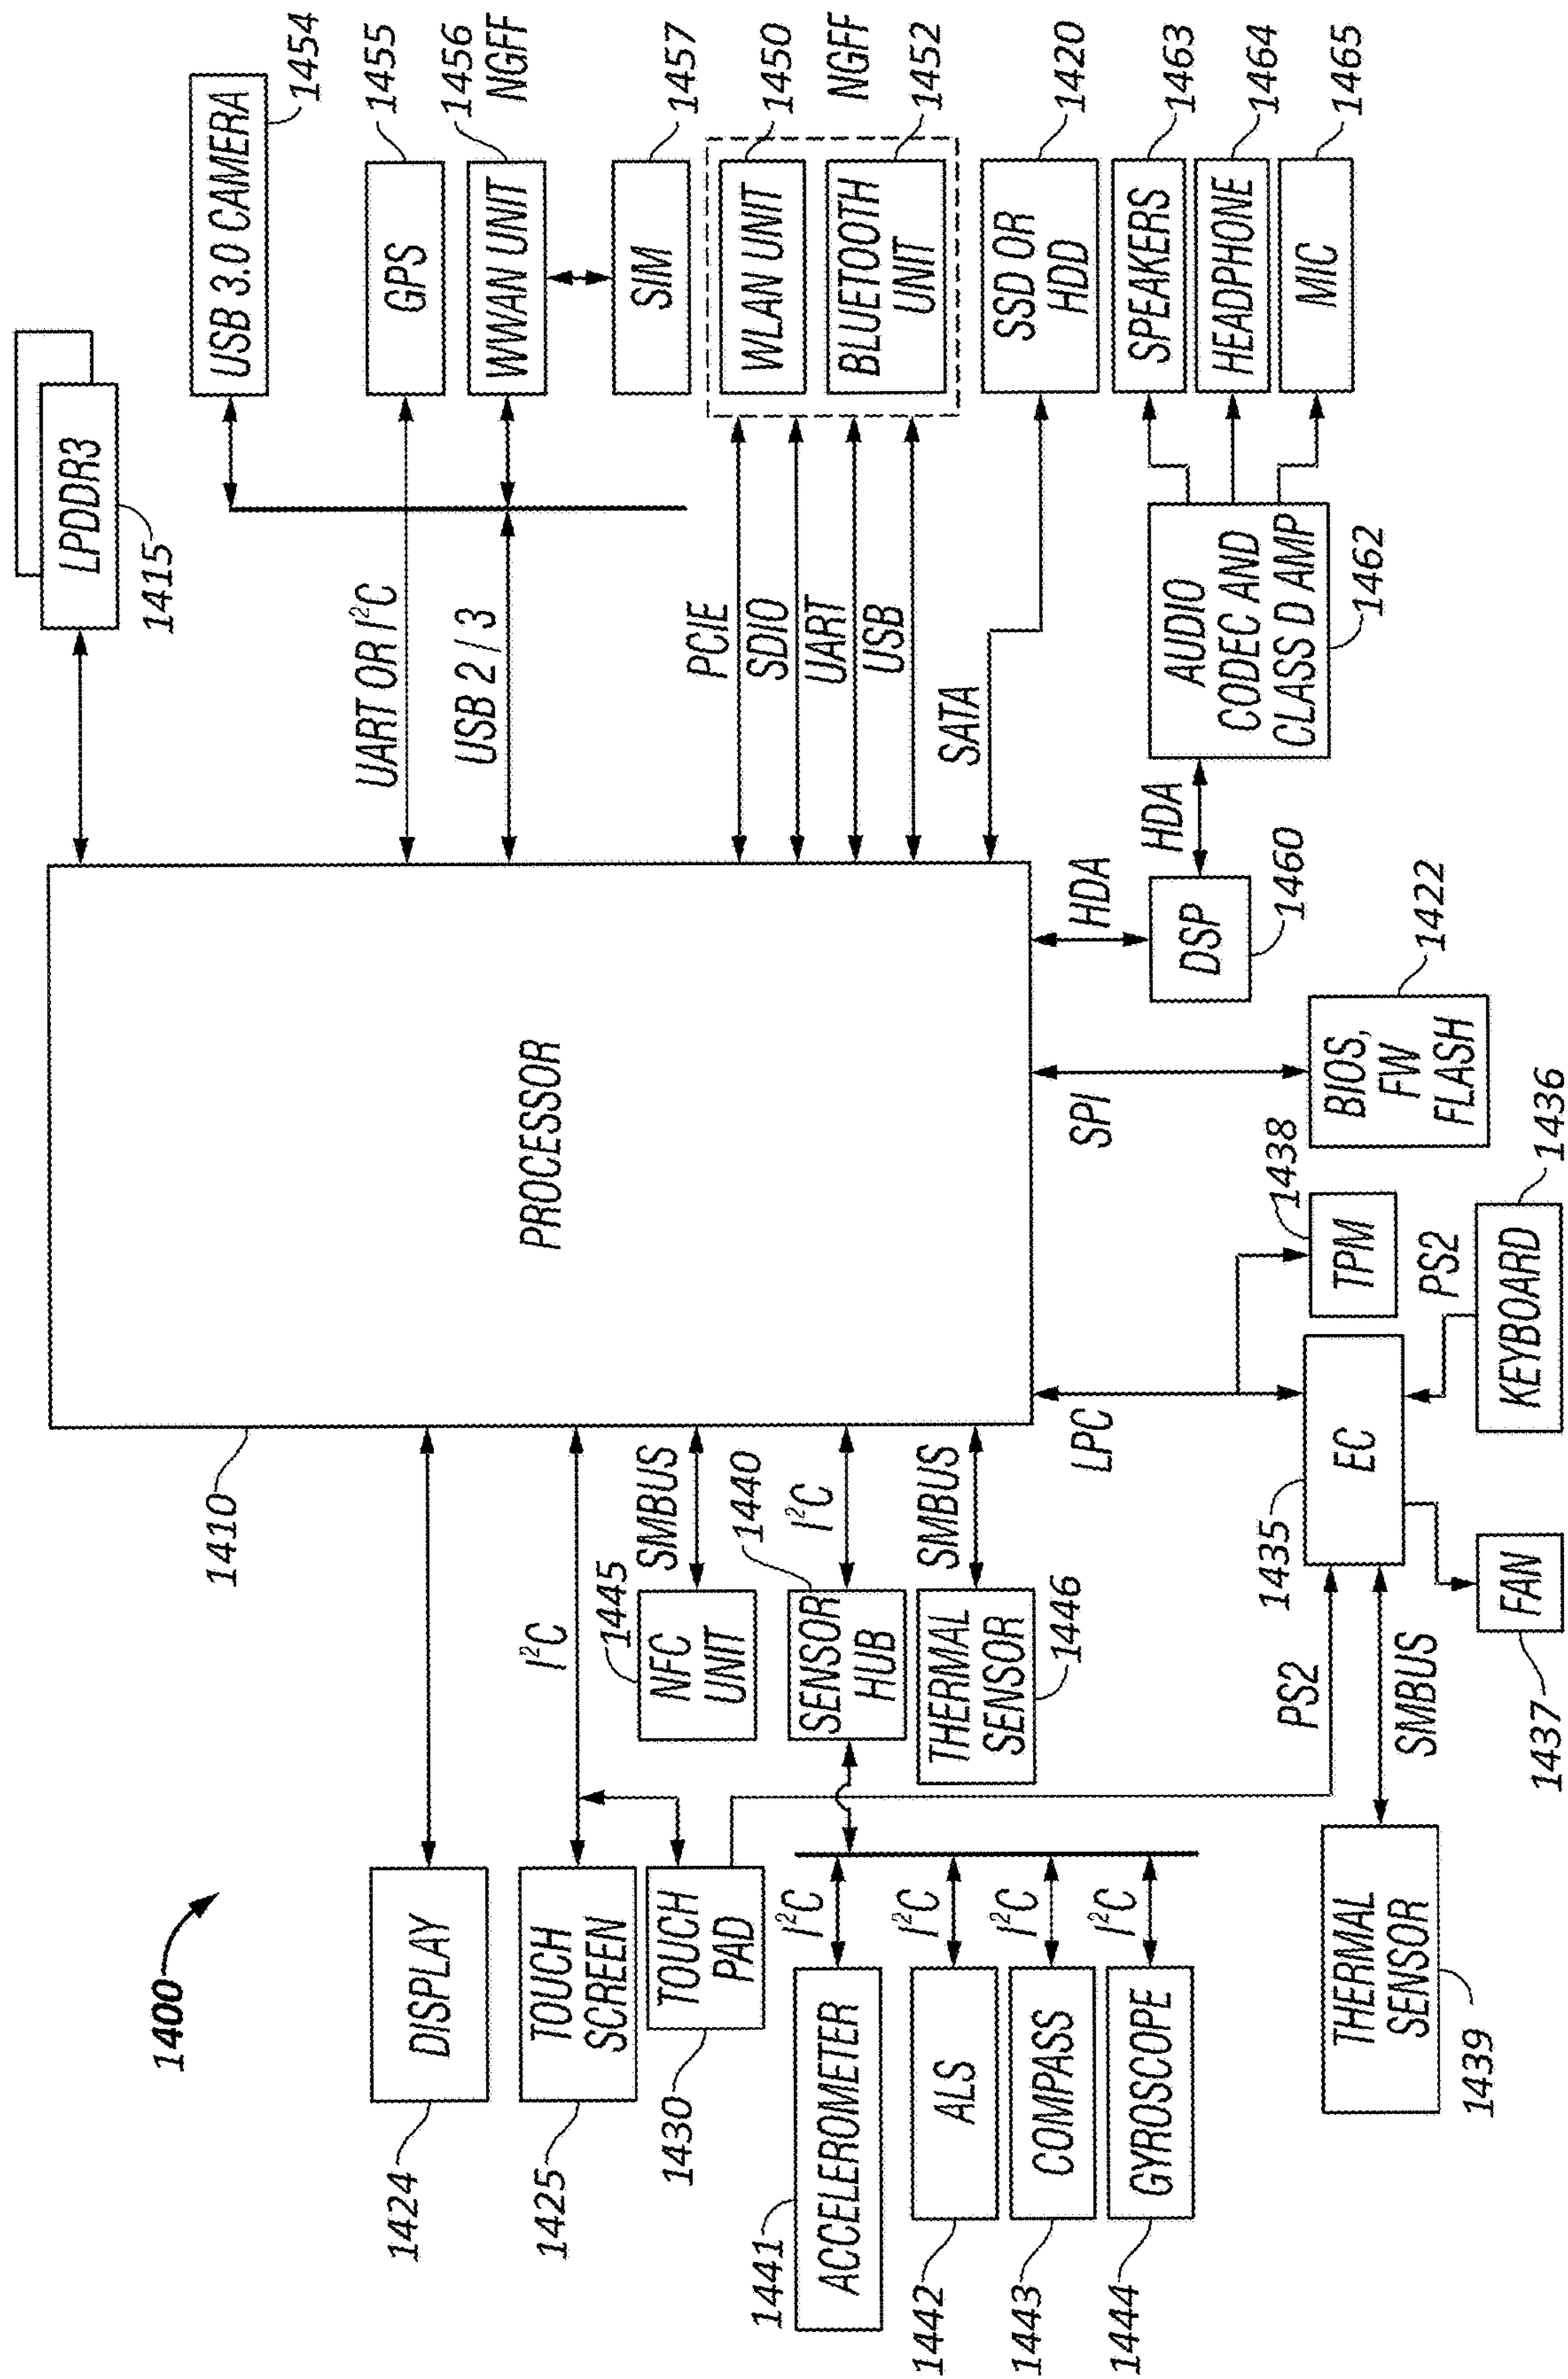 1400
LPDDR3
1415
USB 3.0 CAMERA
1454
1410
PROCESSOR
DISPLAY
1424
UART OR I²C
GPS
1455
USB 2 / 3
WWAN UNIT
1456
NGFF
I²C
TOUCH
SCREEN
1425
SIM
1457
TOUCH
PAD
1430
SMBUS
NFC
UNIT
1445
PCIE
SDIO
UART
USB
WLAN UNIT
1450
NGFF
BLUETOOTH
UNIT
1452
I²C
SENSOR
HUB
1440
SMBUS
THERMAL
SENSOR
1446
SATA
SSD OR
HDD
1420
I²C
ACCELEROMETER
1441
I²C
ALS
1442
I²C
COMPASS
1443
I²C
GYROSCOPE
1444
HDA
DSP
1460
HDA
AUDIO
CODEC AND
CLASS D AMP
1462
SPEAKERS
1463
HEADPHONE
1464
MIC
1465
LPC
SPI
BIOS,
FW
FLASH
1422
TPM
1438
EC
1435
PS2
KEYBOARD
1436
PS2
SMBUS
THERMAL
SENSOR
1439
FAN
1437